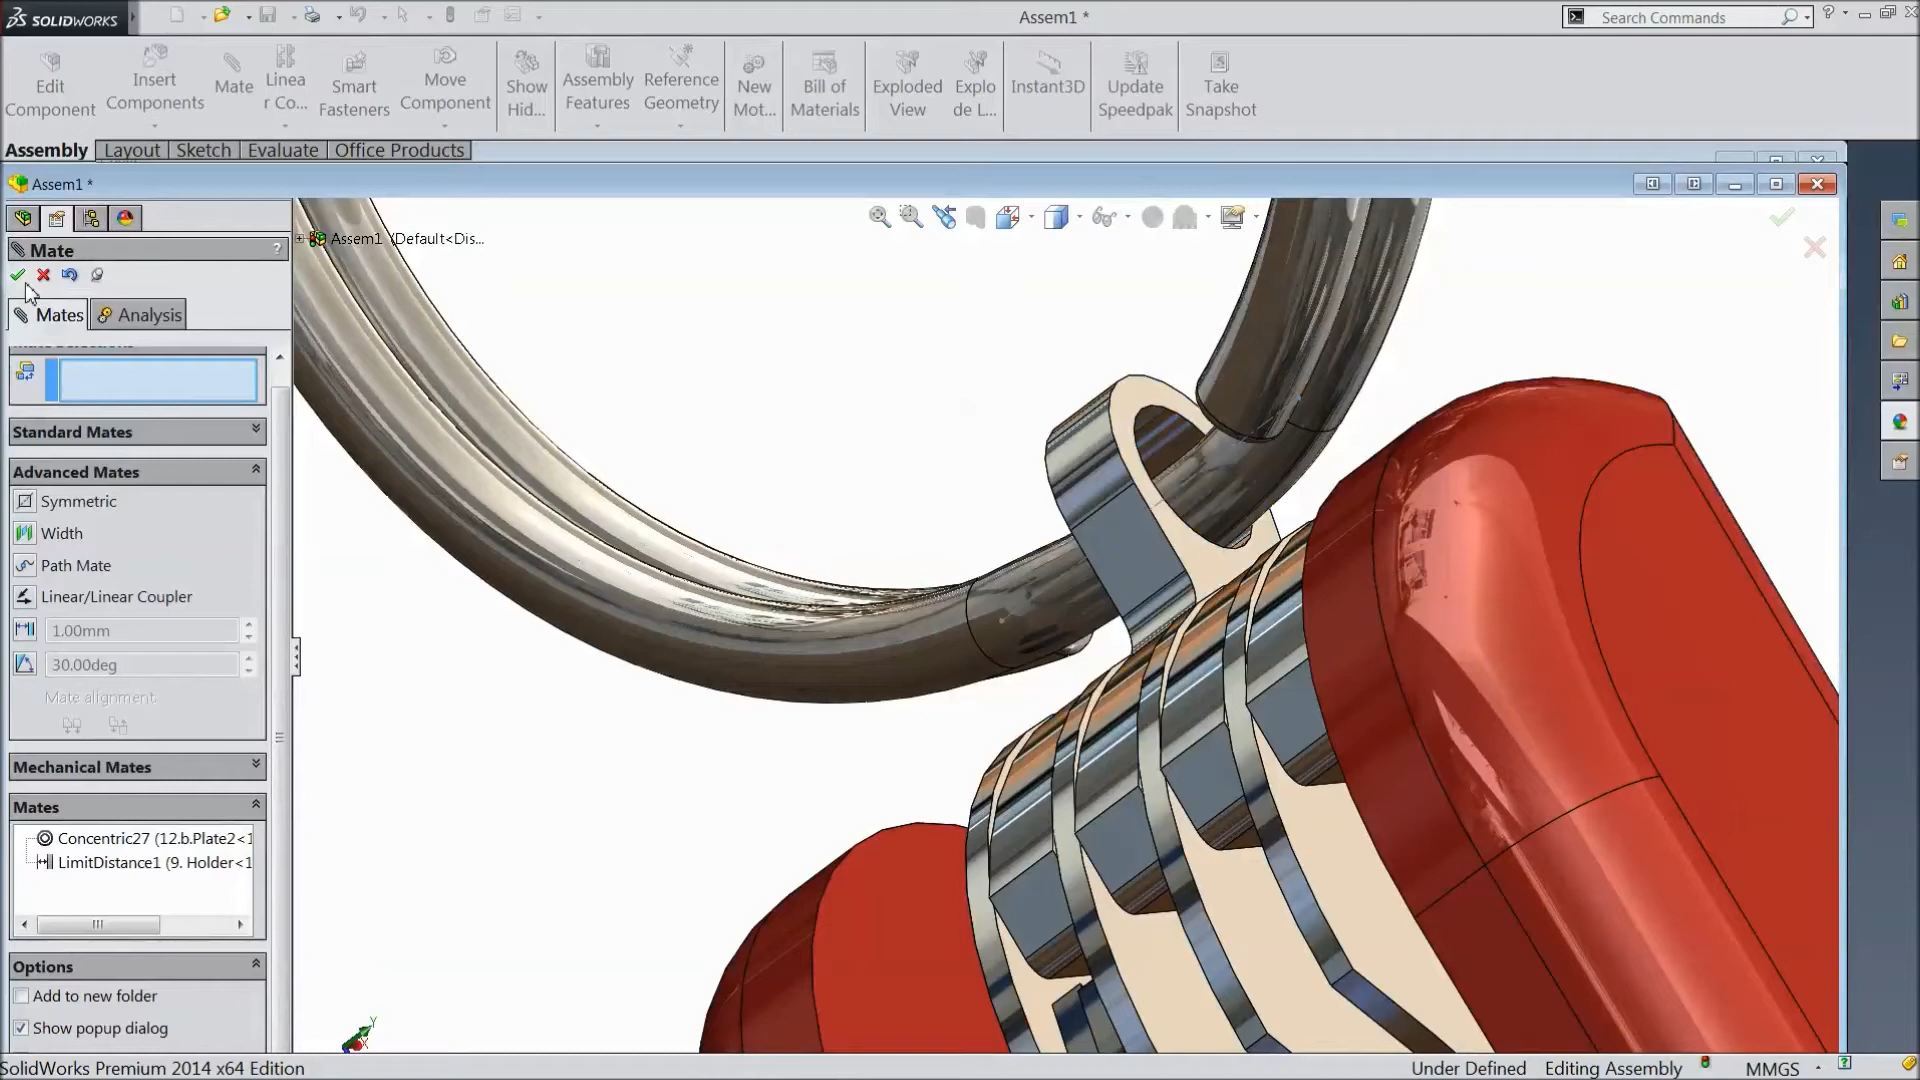 SOLIDWORKS
Assem1 *
Search Commands
Edit Component
Insert Components
Mate
Linea r Co...
Smart Fasteners
Move Component
Show Hid...
Assembly Features
Reference Geometry
New Mot...
Bill of Materials
Exploded View
Explo de L...
Instant3D
Update Speedpak
Take Snapshot
Assembly
Layout
Sketch
Evaluate
Office Products
Assem1 *
Assem1 (Default<Dis...
Mate
?
Mates
Analysis
Standard Mates
Advanced Mates
Symmetric
Width
Path Mate
Linear/Linear Coupler
1.00mm
30.00deg
Mate alignment
Mechanical Mates
Mates
Concentric27 (12.b.Plate2<1
LimitDistance1 (9. Holder<1
Options
Add to new folder
Show popup dialog
Y
X
SolidWorks Premium 2014 x64 Edition
Under Defined
Editing Assembly
MMGS